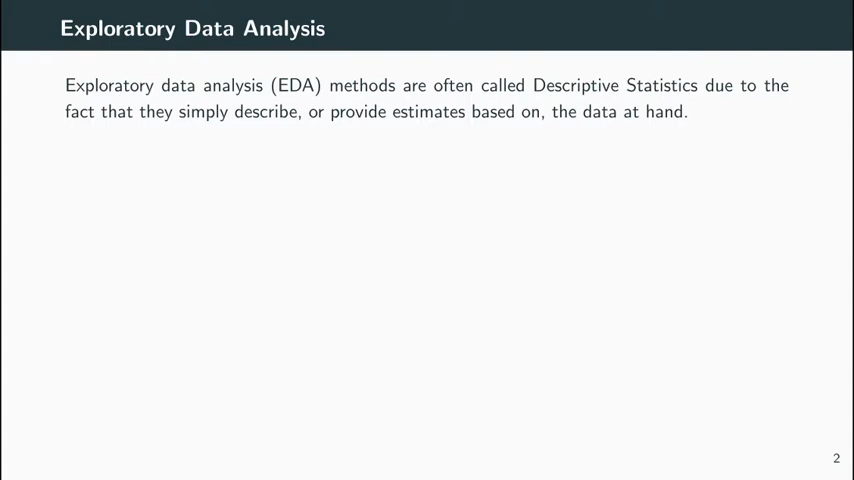 Exploratory Data Analysis
Exploratory data analysis (EDA) methods are often called Descriptive Statistics due to the
fact that they simply describe, or provide estimates based on, the data at hand.
2